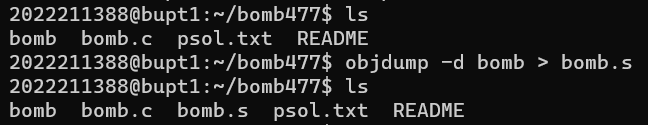 2022211388@bupt1:~/bomb477$ ls
bomb  bomb.c  psol.txt  README
2022211388@bupt1:~/bomb477$ objdump -d bomb > bomb.s
2022211388@bupt1:~/bomb477$ ls
bomb  bomb.c  bomb.s  psol.txt  README